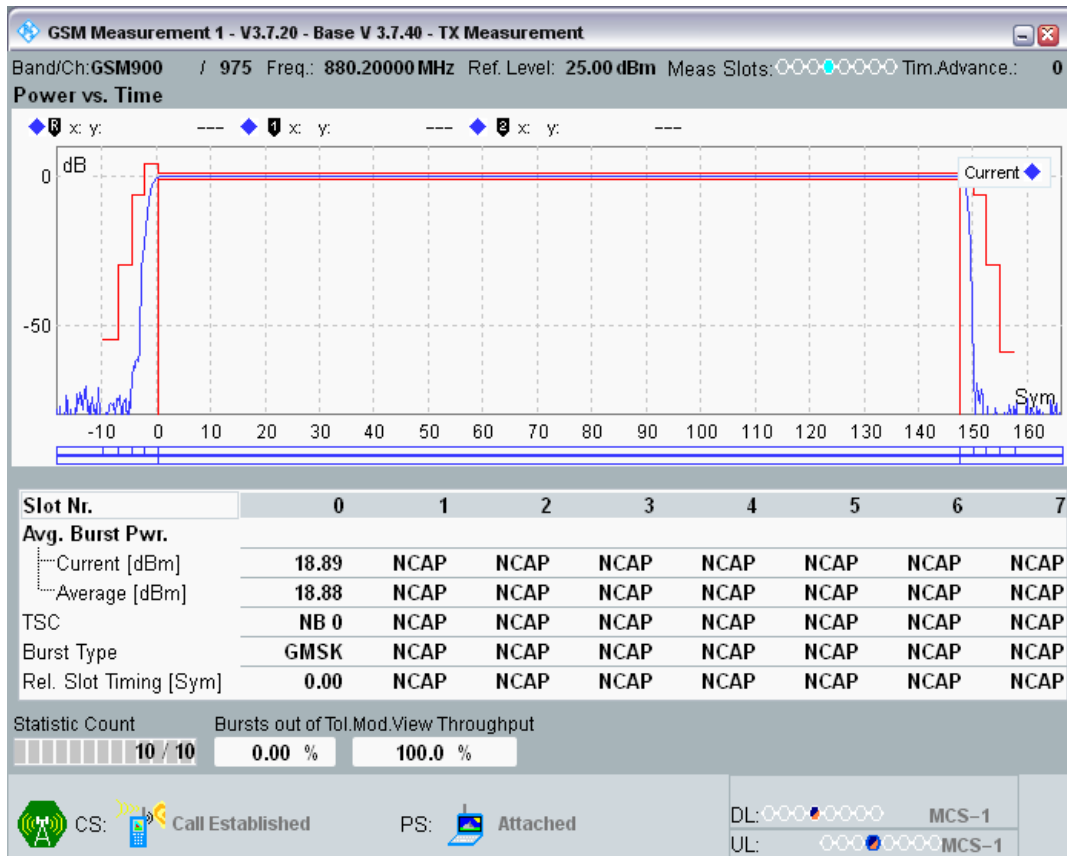 GSM Measurement 1 - V3.7.20 - Base V 3.7.40 - TX Measurement
Band/Ch:GSM900 / 975 Freq.: 880.20000 MHz Ref. Level: 25.00 dBm Meas Slots: Tim.Advance.: 0
Power vs. Time
R x: y: --- 1 x: y: --- 2 x: y: ---
dB
0
Current
-50
Sym
-10 0 10 20 30 40 50 60 70 80 90 100 110 120 130 140 150 160
Slot Nr. 0 1 2 3 4 5 6 7
Avg. Burst Pwr.
Current [dBm] 18.89 NCAP NCAP NCAP NCAP NCAP NCAP NCAP
Average [dBm] 18.88 NCAP NCAP NCAP NCAP NCAP NCAP NCAP
TSC NB 0 NCAP NCAP NCAP NCAP NCAP NCAP NCAP
Burst Type GMSK NCAP NCAP NCAP NCAP NCAP NCAP NCAP
Rel. Slot Timing [Sym] 0.00 NCAP NCAP NCAP NCAP NCAP NCAP NCAP
Statistic Count Bursts out of Tol.Mod.View Throughput
10 / 10 0.00 % 100.0 %
CS: Call Established PS: Attached DL: MCS-1
UL: MCS-1